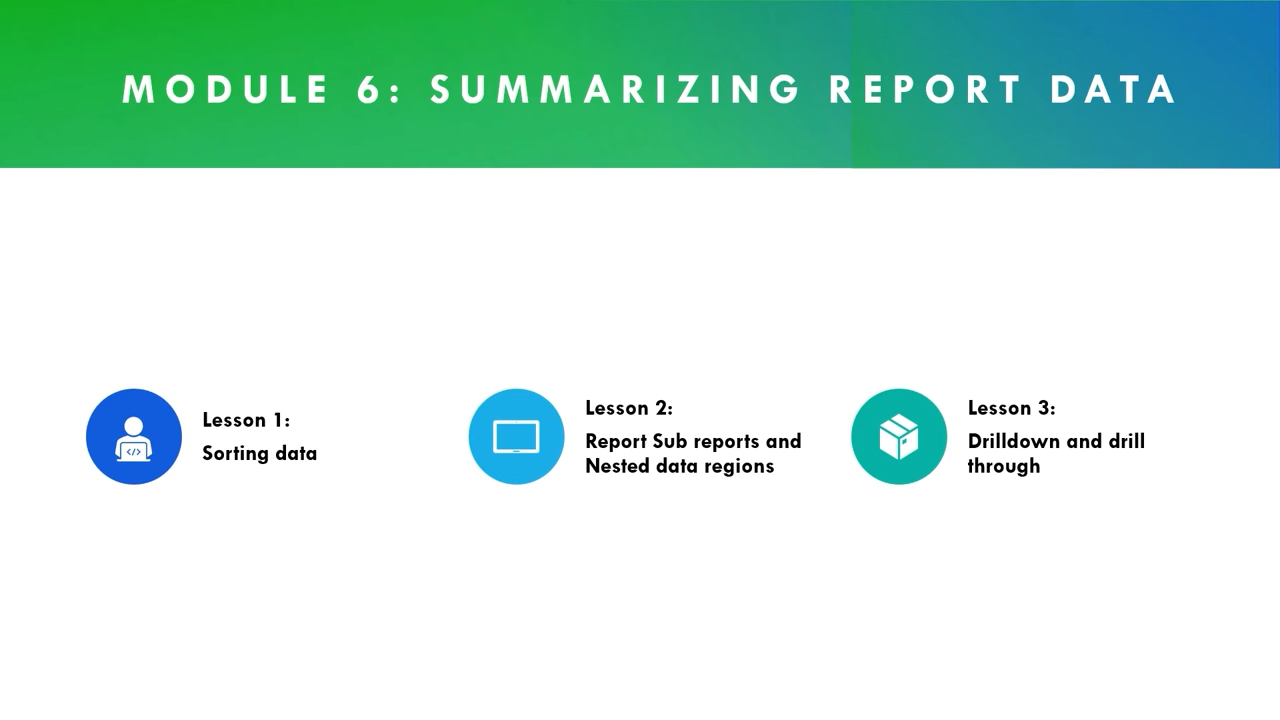 MODULE 6: SUMMARIZING REPORT DATA
Lesson 1:
Sorting data
Lesson 2:
Report Sub reports and
Nested data regions
Lesson 3:
Drilldown and drill
through